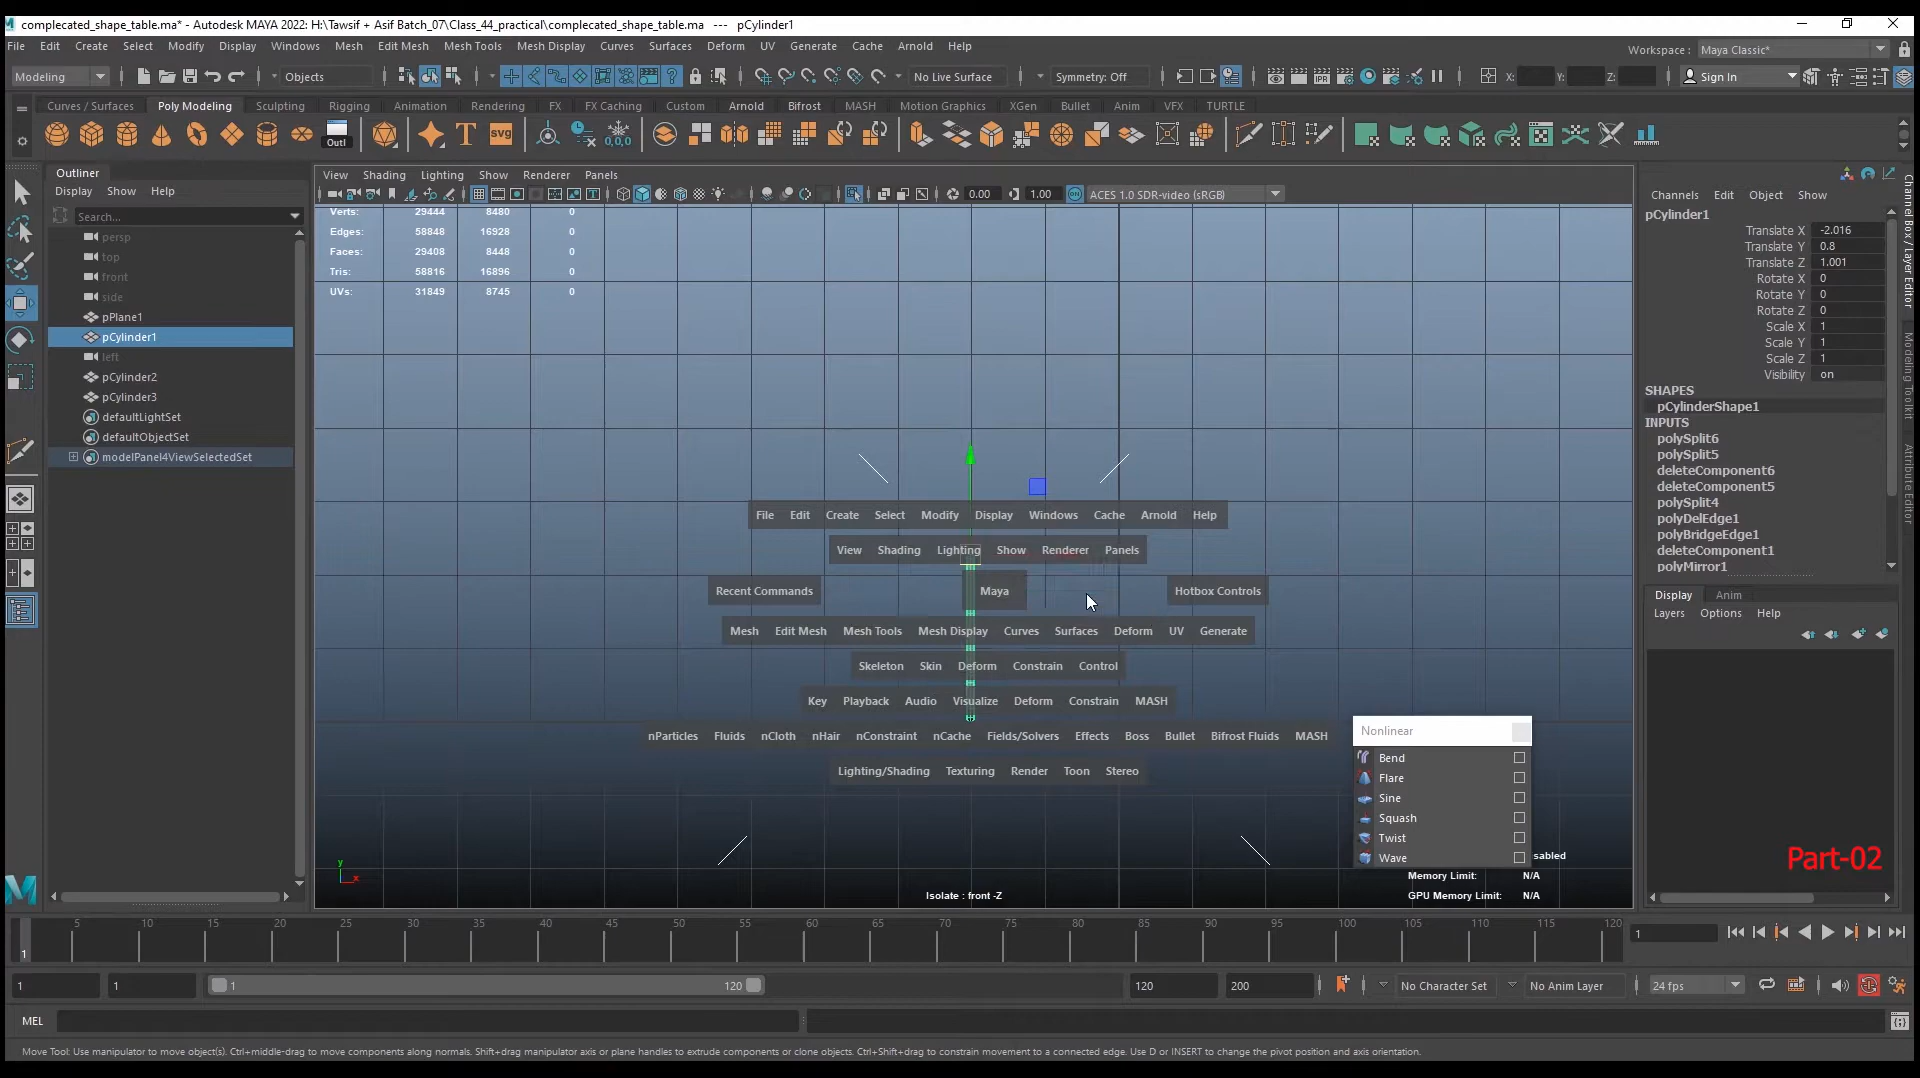 complecated_shape_table.ma* - Autodesk MAYA 2022: H:\Tawsif + Asif Batch_07\Class_44_practical\complecated_shape_table.ma --- pCylinder1
File Edit Create Select Modify Display Windows Mesh Edit Mesh Mesh Tools Mesh Display Curves Surfaces Deform UV Generate Cache Arnold Help
Workspace : Maya Classic*
Modeling Objects No Live Surface Symmetry: Off X: Y: Z: Sign In
Curves / Surfaces Poly Modeling Sculpting Rigging Animation Rendering FX FX Caching Custom Arnold Bifrost MASH Motion Graphics XGen Bullet Anim VFX TURTLE
Outl T svg 0,0,0
Outliner
Display Show Help
Search...
persp
top
front
side
pPlane1
pCylinder1
left
pCylinder2
pCylinder3
defaultLightSet
defaultObjectSet
modelPanel4ViewSelectedSet
View Shading Lighting Show Renderer Panels
0.00 1.00 ACES 1.0 SDR-video (sRGB)
Verts: 29444 8480 0
Edges: 58848 16928 0
Faces: 29408 8448 0
Tris: 58816 16896 0
UVs: 31849 8745 0
File Edit Create Select Modify Display Windows Cache Arnold Help
View Shading Lighting Show Renderer Panels
Recent Commands Maya Hotbox Controls
Mesh Edit Mesh Mesh Tools Mesh Display Curves Surfaces Deform UV Generate
Skeleton Skin Deform Constrain Control
Key Playback Audio Visualize Deform Constrain MASH
nParticles Fluids nCloth nHair nConstraint nCache Fields/Solvers Effects Boss Bullet Bifrost Fluids MASH
Lighting/Shading Texturing Render Toon Stereo
Nonlinear
Bend
Flare
Sine
Squash
Twist
Wave
sabled
Memory Limit: N/A
GPU Memory Limit: N/A
y
x
Isolate : front -Z
Channels Edit Object Show
pCylinder1
Translate X -2.016
Translate Y 0.8
Translate Z 1.001
Rotate X 0
Rotate Y 0
Rotate Z 0
Scale X 1
Scale Y 1
Scale Z 1
Visibility on
SHAPES
pCylinderShape1
INPUTS
polySplit6
polySplit5
deleteComponent6
deleteComponent5
polySplit4
polyDelEdge1
polyBridgeEdge1
deleteComponent1
polyMirror1
Display Anim
Layers Options Help
Part-02
Channel Box / Layer Editor
Modeling Toolkit
Attribute Editor
5 10 15 20 25 30 35 40 45 50 55 60 65 70 75 80 85 90 95 100 105 110 115 120
1
1
1 1 1 120 120 200 No Character Set No Anim Layer 24 fps
MEL
Move Tool: Use manipulator to move object(s). Ctrl+middle-drag to move components along normals. Shift+drag manipulator axis or plane handles to extrude components or clone objects. Ctrl+Shift+drag to constrain movement to a connected edge. Use D or INSERT to change the pivot position and axis orientation.